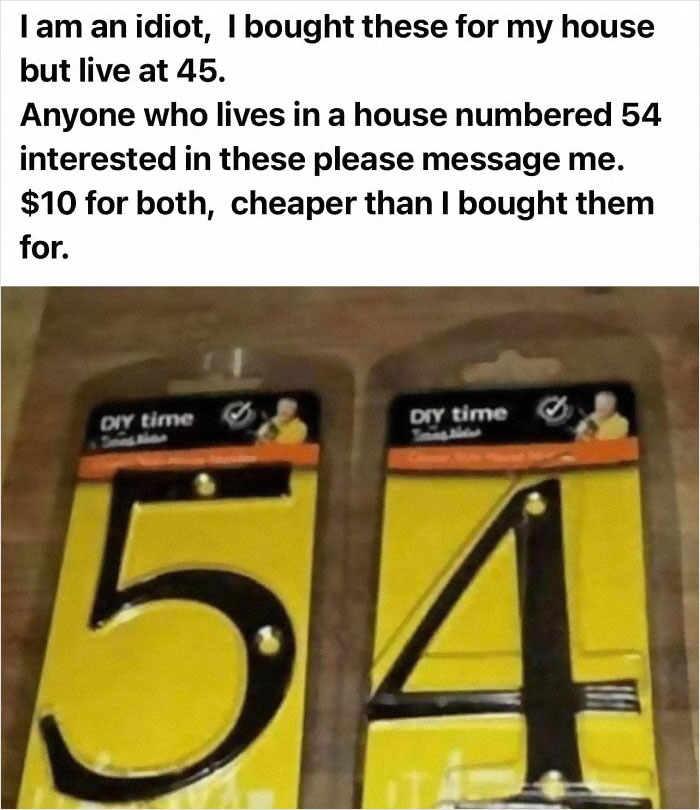 I am an idiot,  I bought these for my house
but live at 45.
Anyone who lives in a house numbered 54
interested in these please message me.
$10 for both,  cheaper than I bought them
for.
DIY time
DIY time
5
4